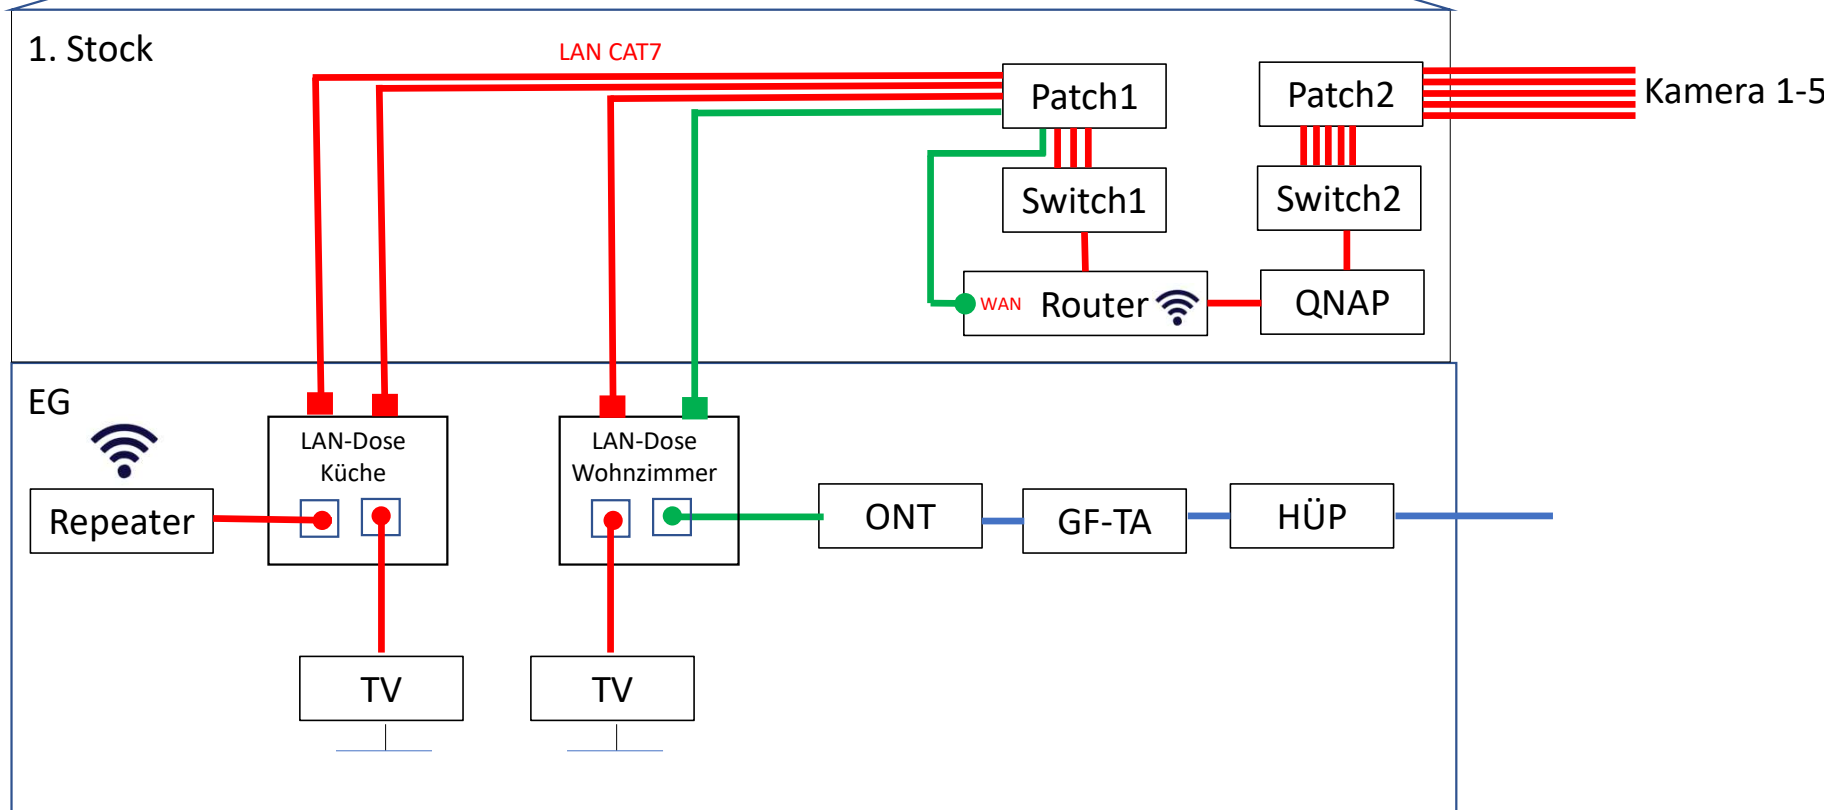 1. Stock
LAN CAT7
Patch1
Patch2
Kamera 1-5
Switch1
Switch2
WAN
Router
QNAP
EG
LAN-Dose
Küche
LAN-Dose
Wohnzimmer
Repeater
ONT
GF-TA
HÜP
TV
TV